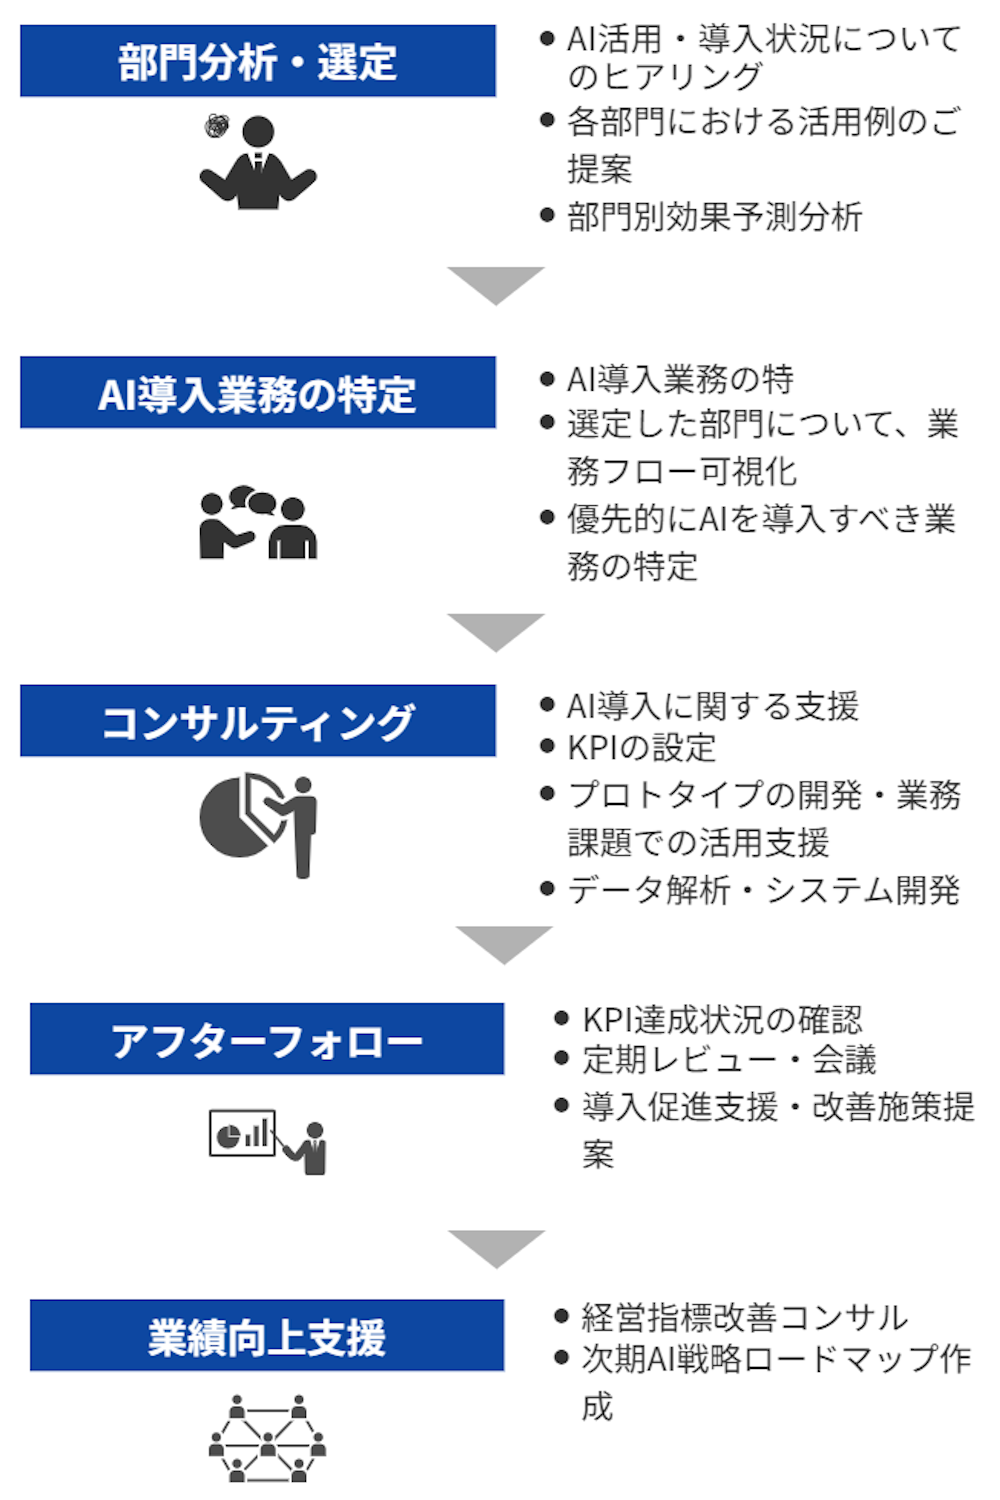 部門分析・選定
AI活用・導入状況について
のヒアリング
各部門における活用例のご
提案
部門別効果予測分析
AI導入業務の特定
AI導入業務の特
選定した部門について、業
務フロー可視化
優先的にAIを導入すべき業
務の特定
コンサルティング
AI導入に関する支援
KPIの設定
プロトタイプの開発・業務
課題での活用支援
データ解析・システム開発
アフターフォロー
KPI達成状況の確認
定期レビュー・会議
導入促進支援・改善施策提
案
業績向上支援
経営指標改善コンサル
次期AI戦略ロードマップ作
成